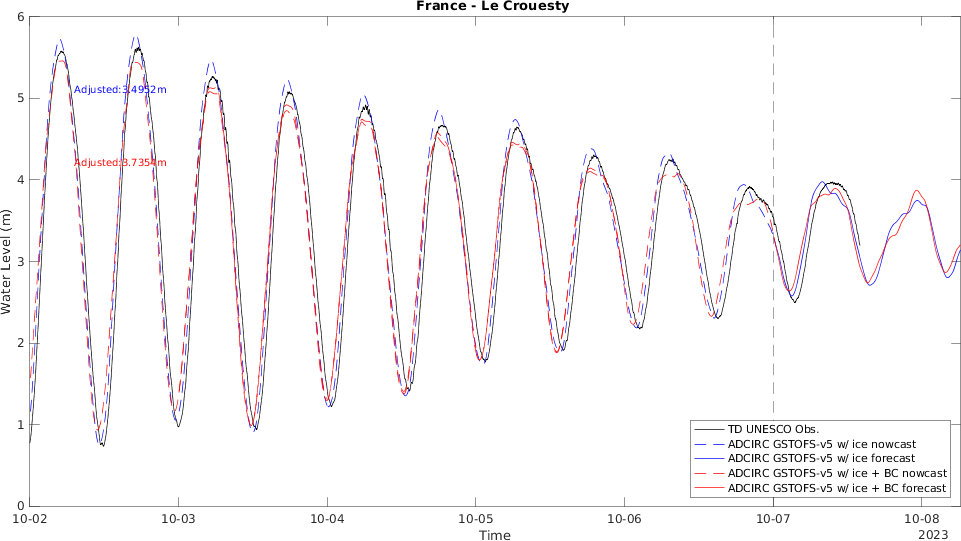 France - Le Crouesty
6
5
4
3
2
1
0
Water Level (m)
Adjusted:3.4952m
Adjusted:3.7354m
TD UNESCO Obs.
ADCIRC GSTOFS-v5 w/ ice nowcast
ADCIRC GSTOFS-v5 w/ ice forecast
ADCIRC GSTOFS-v5 w/ ice + BC nowcast
ADCIRC GSTOFS-v5 w/ ice + BC forecast
10-02 10-03 10-04 10-05 10-06 10-07 10-08
Time
2023